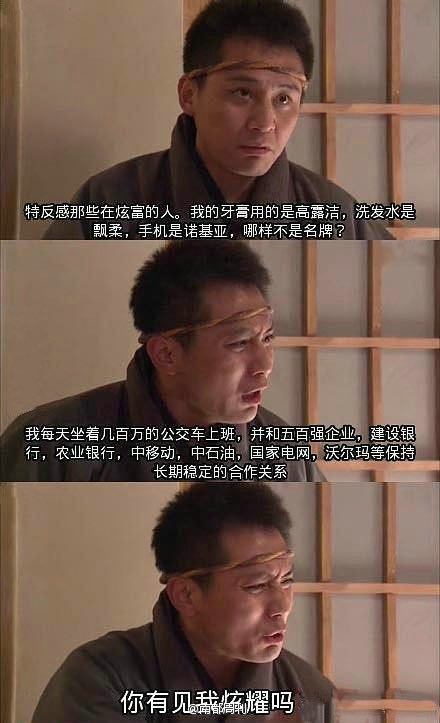 特反感那些在炫富的人。我的牙膏用的是高露洁，洗发水是
飘柔，手机是诺基亚，哪样不是名牌？
我每天坐着几百万的公交车上班，并和五百强企业，建设银
行，农业银行，中移动，中石油，国家电网，沃尔玛等保持
长期稳定的合作关系
你有见我炫耀吗
@南都周刊